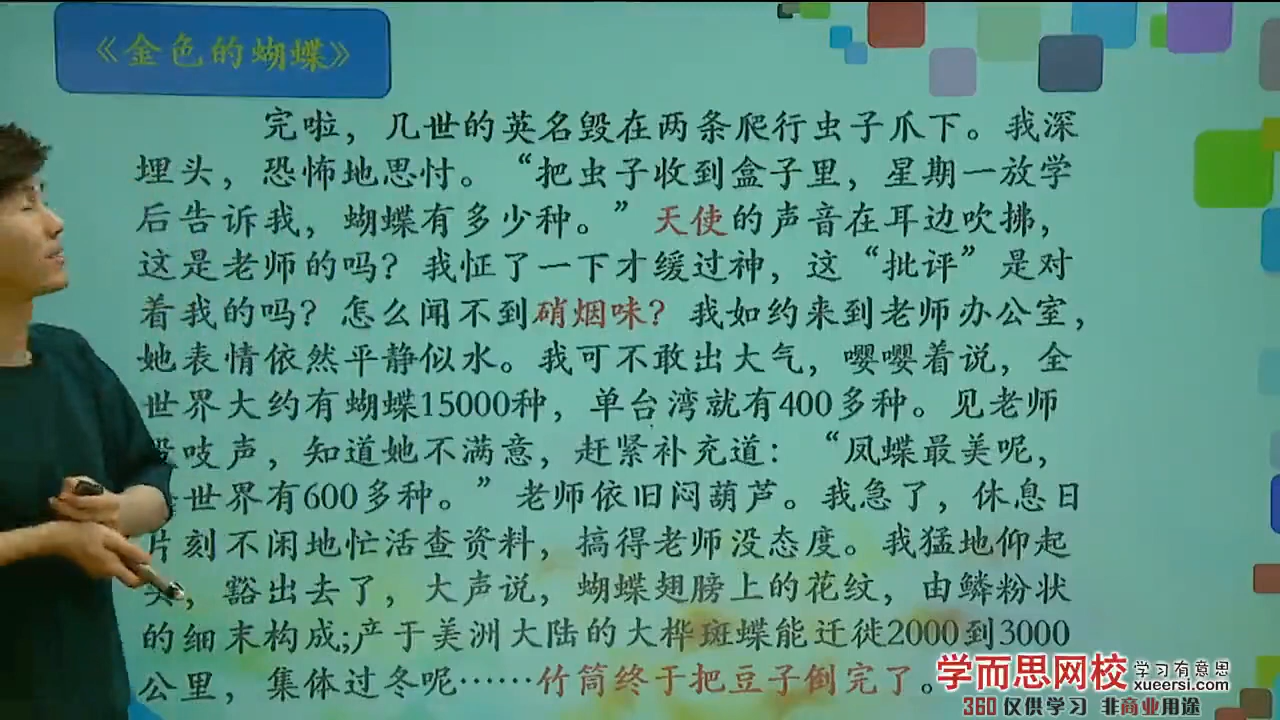 《金色的蝴蝶》
完啦，几世的英名毁在两条爬行虫子爪下。我深
埋头，恐怖地思忖。“把虫子收到盒子里，星期一放学
后告诉我，蝴蝶有多少种。”天使的声音在耳边吹拂，
这是老师的吗？我怔了一下才缓过神，这“批评”是对
着我的吗？怎么闻不到硝烟味？我如约来到老师办公室，
她表情依然平静似水。我可不敢出大气，嘤嘤着说，全
世界大约有蝴蝶15000种，单台湾就有400多种。见老师
吱声，知道她不满意，赶紧补充道：“凤蝶最美呢，
世界有600多种。”老师依旧闷葫芦。我急了，休息日
片刻不闲地忙活查资料，搞得老师没态度。我猛地仰起
头，豁出去了，大声说，蝴蝶翅膀上的花纹，由鳞粉状
的细末构成;产于美洲大陆的大桦斑蝶能迁徙2000到3000
公里，集体过冬呢……竹筒终于把豆子倒完了。
学而思网校 学习有意思
xueersi.com
360 仅供学习 非商业用途